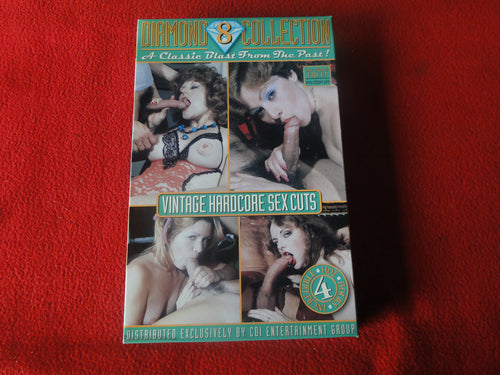 DIAMOND 8 COLLECTION
A Classic Blast From The Past!
VINTAGE HARDCORE SEX CUTS
4
DISTRIBUTED EXCLUSIVELY BY CDI ENTERTAINMENT GROUP